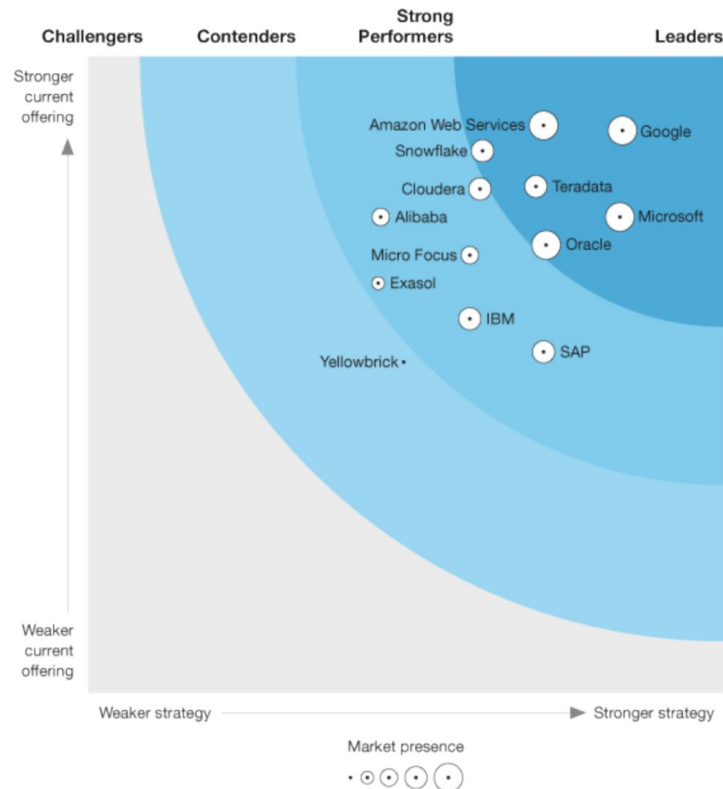 Challengers
Contenders
Strong
Performers
Leaders
Stronger
current
offering
Amazon Web Services
Google
Snowflake
Cloudera
Teradata
Alibaba
Microsoft
Oracle
Micro Focus
Exasol
IBM
SAP
Yellowbrick
Weaker
current
offering
Weaker strategy
Stronger strategy
Market presence